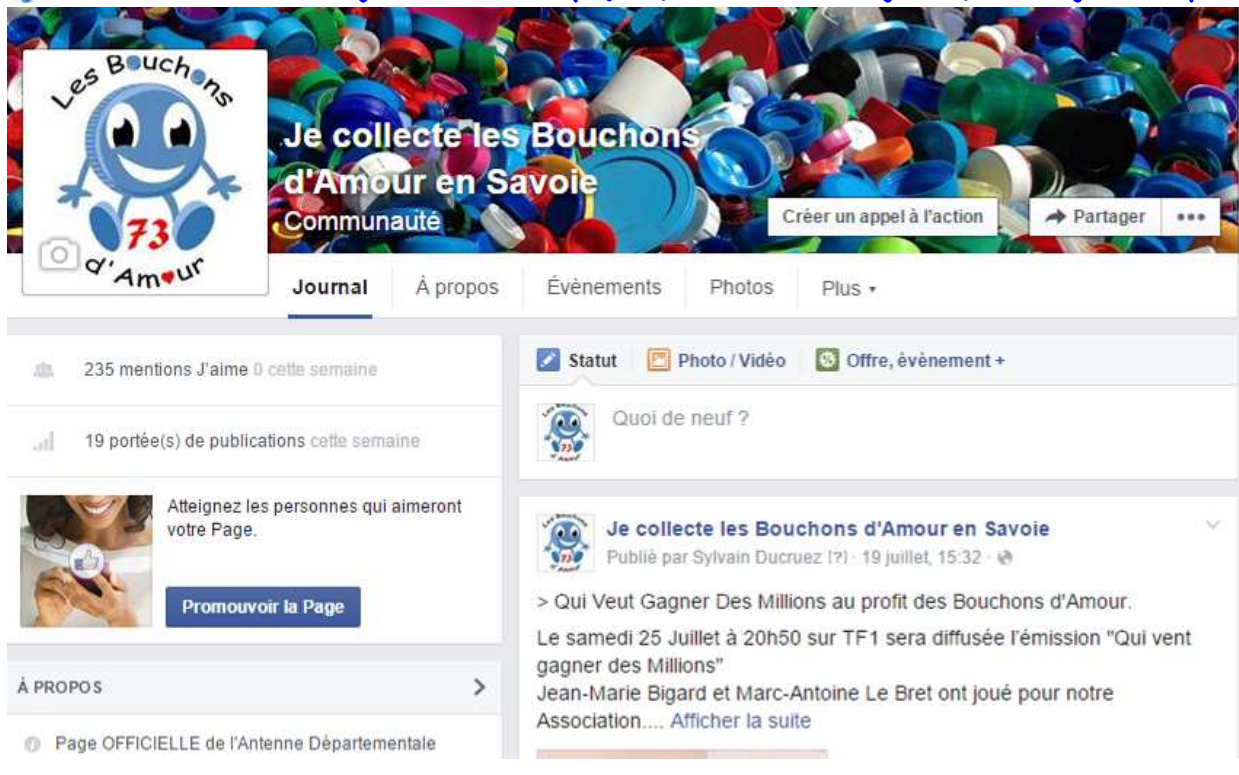 Les Bouchons
73
d'Amour
Je collecte les Bouchons
d'Amour en Savoie
Communauté
Créer un appel à l'action
Partager
Journal
À propos
Évènements
Photos
Plus
235 mentions J'aime 0 cette semaine
19 portée(s) de publications cette semaine
Atteignez les personnes qui aimeront
votre Page.
Promouvoir la Page
À PROPOS
Page OFFICIELLE de l'Antenne Départementale
Statut
Photo / Vidéo
Offre, évènement +
Quoi de neuf ?
Je collecte les Bouchons d'Amour en Savoie
Publié par Sylvain Ducruez [?] · 19 juillet, 15:32 ·
> Qui Veut Gagner Des Millions au profit des Bouchons d'Amour.
Le samedi 25 Juillet à 20h50 sur TF1 sera diffusée l'émission "Qui vent
gagner des Millions"
Jean-Marie Bigard et Marc-Antoine Le Bret ont joué pour notre
Association.... Afficher la suite